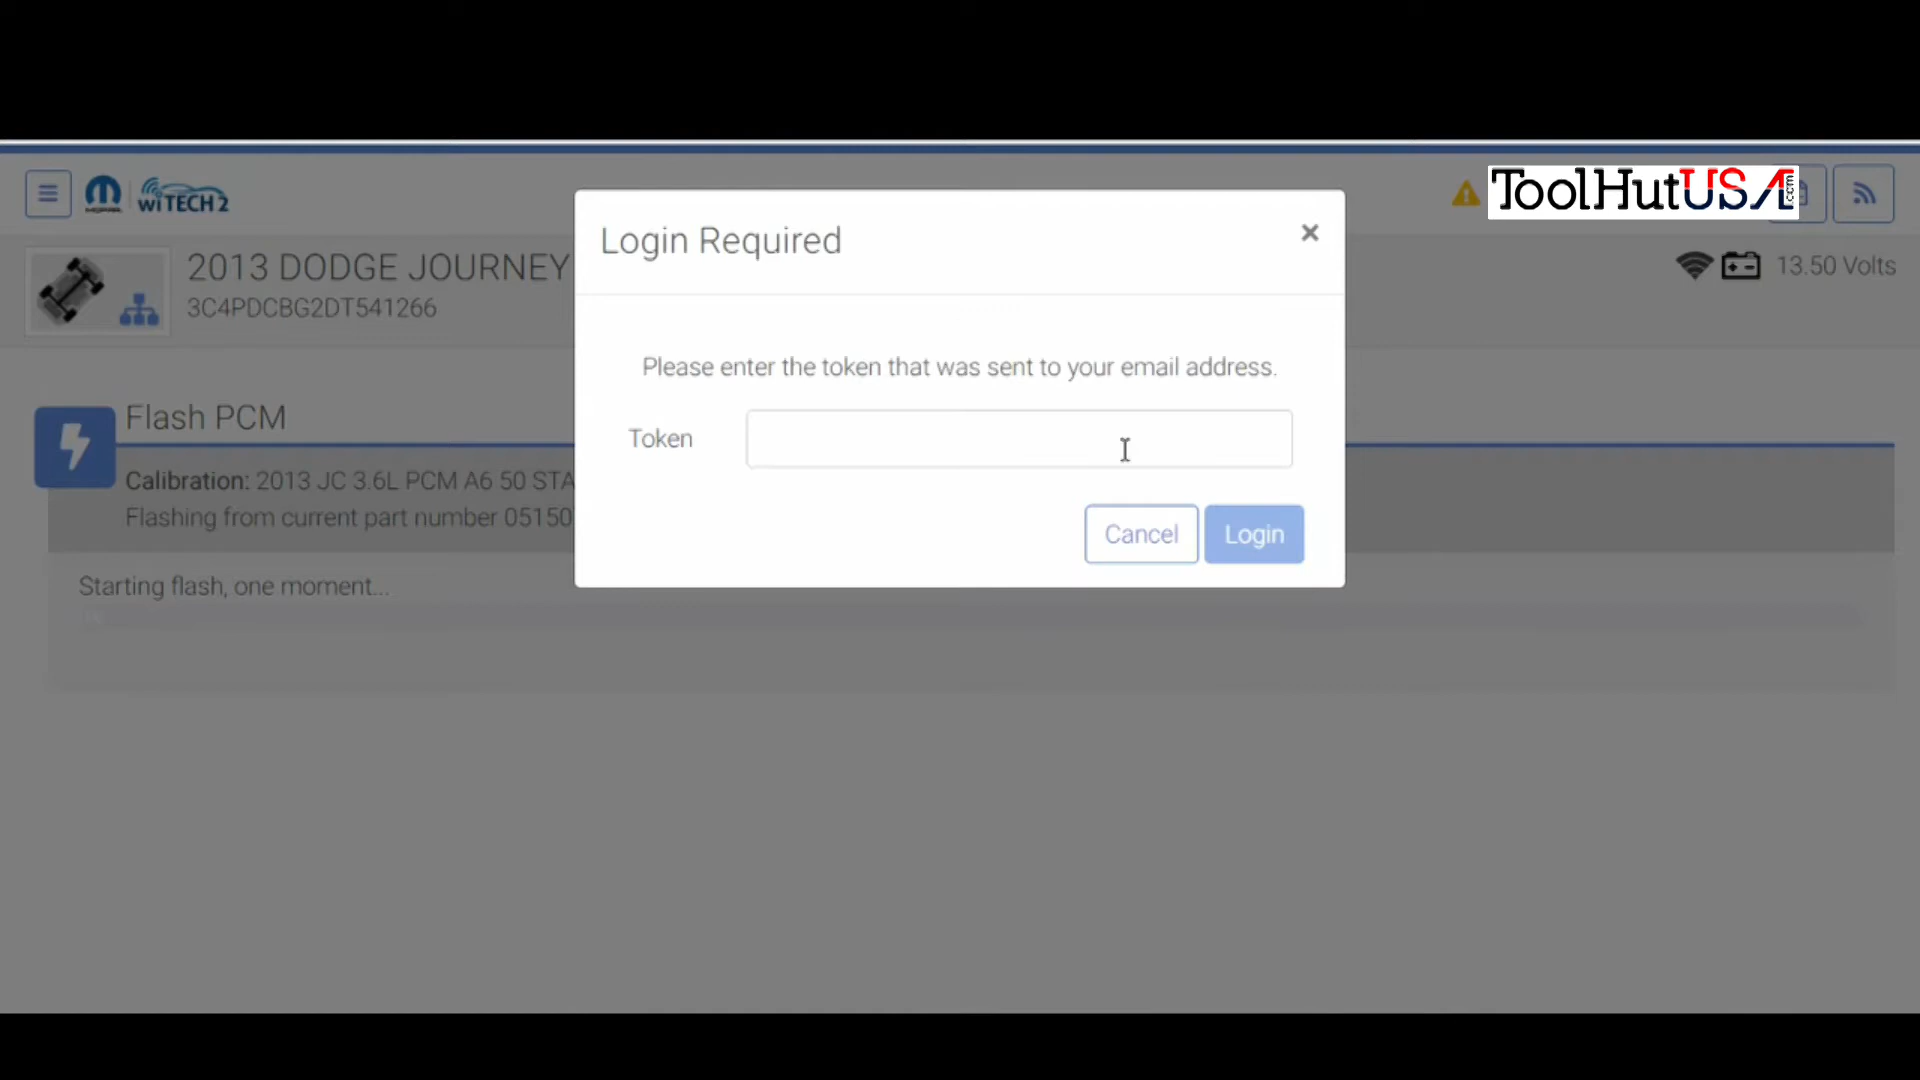 MOPAR
wiTECH 2
ToolHutUSA.com
2013 DODGE JOURNEY
3C4PDCBG2DT541266
13.50 Volts
Login Required
×
Please enter the token that was sent to your email address.
Token
Cancel
Login
Flash PCM
Calibration: 2013 JC 3.6L PCM A6 50 STA
Flashing from current part number 05150
Starting flash, one moment...